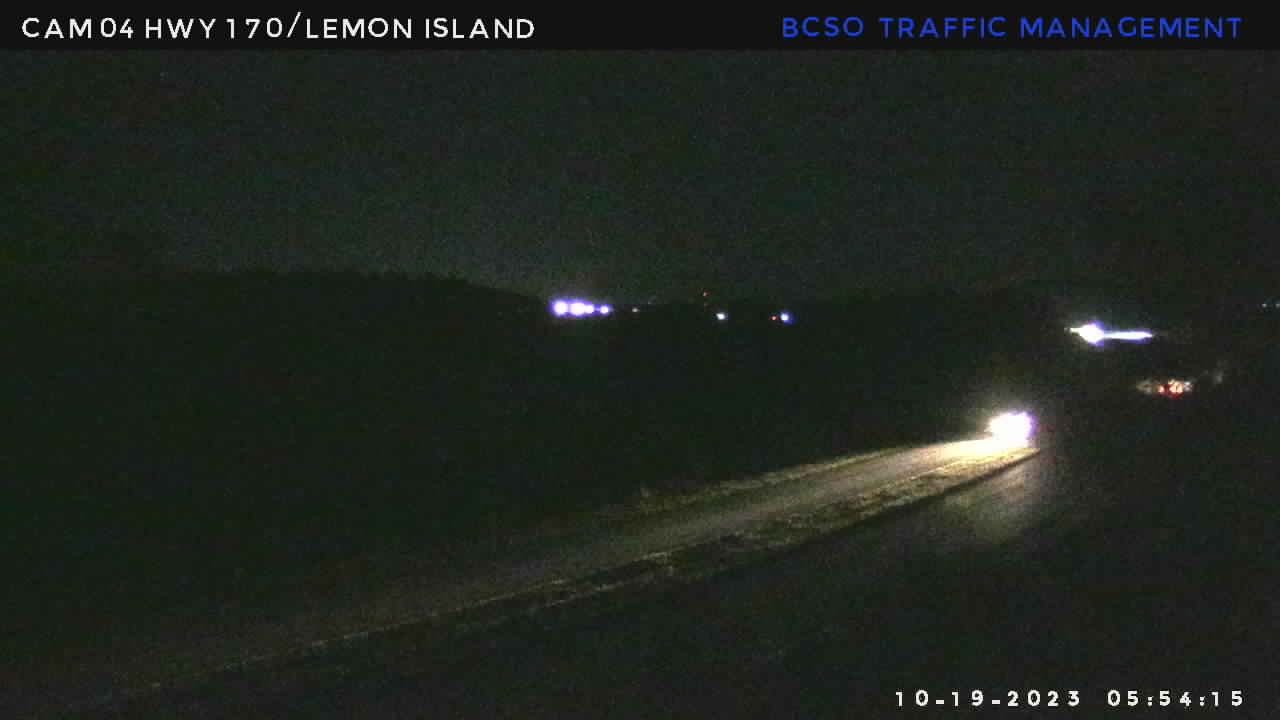 CAM04 HWY 170/LEMON ISLAND
BCSO TRAFFIC MANAGEMENT
10-19-2023 05:54:15